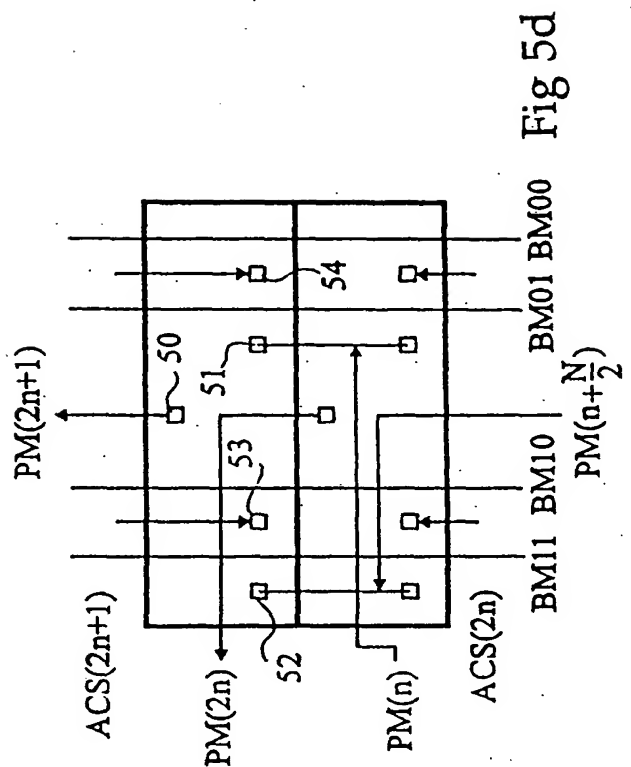 PM(2n+1)
ACS(2n+1)
50
53
51
54
PM(2n)
52
PM(n)
ACS(2n)
BM11
BM10
BM01
BM00
PM(n+N/2)
Fig 5d